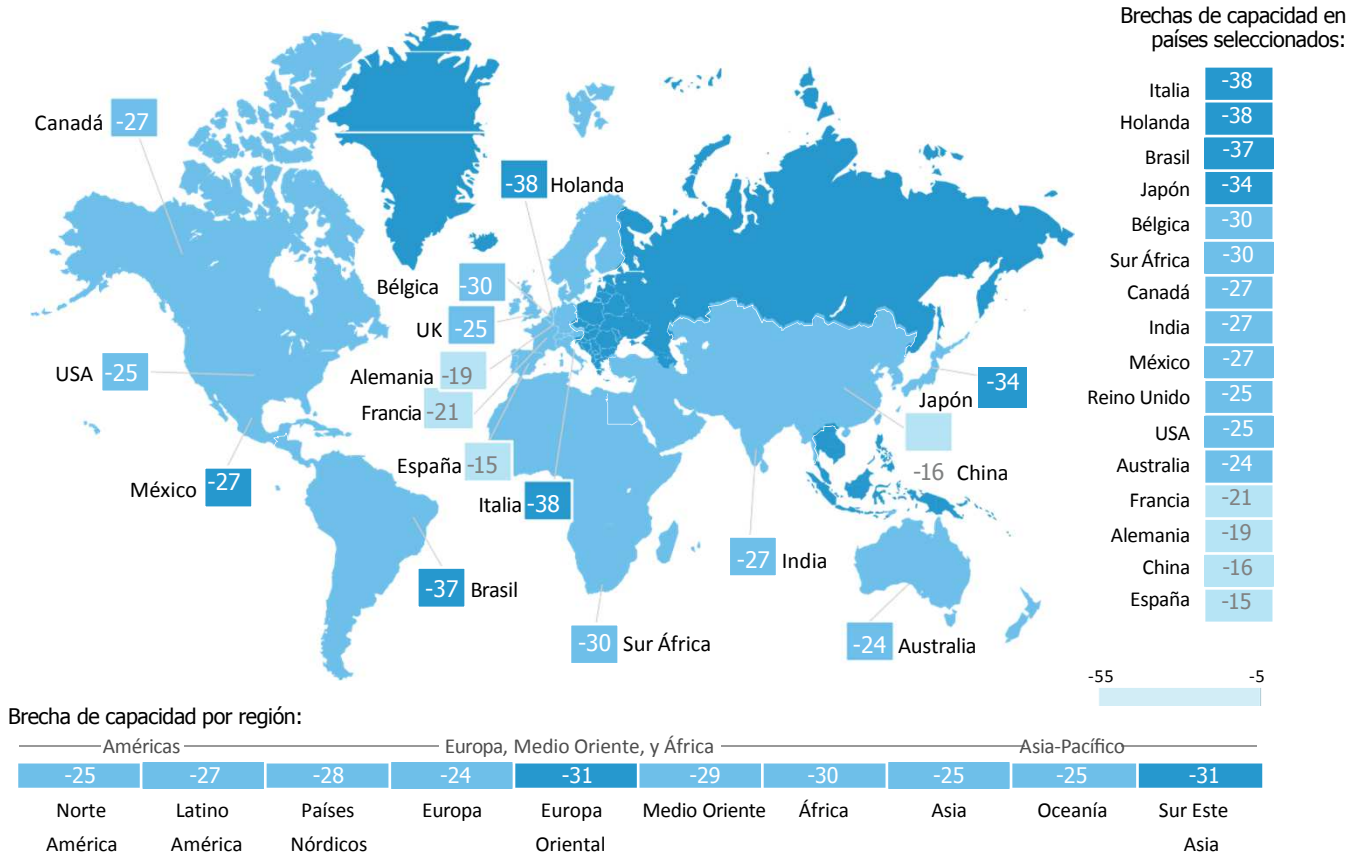 Brechas de capacidad en
países seleccionados:
Italia -38
Holanda -38
Brasil -37
Japón -34
Bélgica -30
Sur África -30
Canadá -27
India -27
México -27
Reino Unido -25
USA -25
Australia -24
Francia -21
Alemania -19
China -16
España -15
-55 -5
Canadá -27
-38 Holanda
Bélgica -30
UK -25
USA -25
Alemania -19
Francia -21
Japón -34
España -15
-16 China
México -27
Italia -38
-27 India
-37 Brasil
-30 Sur África
-24 Australia
Brecha de capacidad por región:
Américas Europa, Medio Oriente, y África Asia-Pacífico
-25 -27 -28 -24 -31 -29 -30 -25 -25 -31
Norte Latino Países Europa Europa Medio Oriente África Asia Oceanía Sur Este
América América Nórdicos Oriental Asia